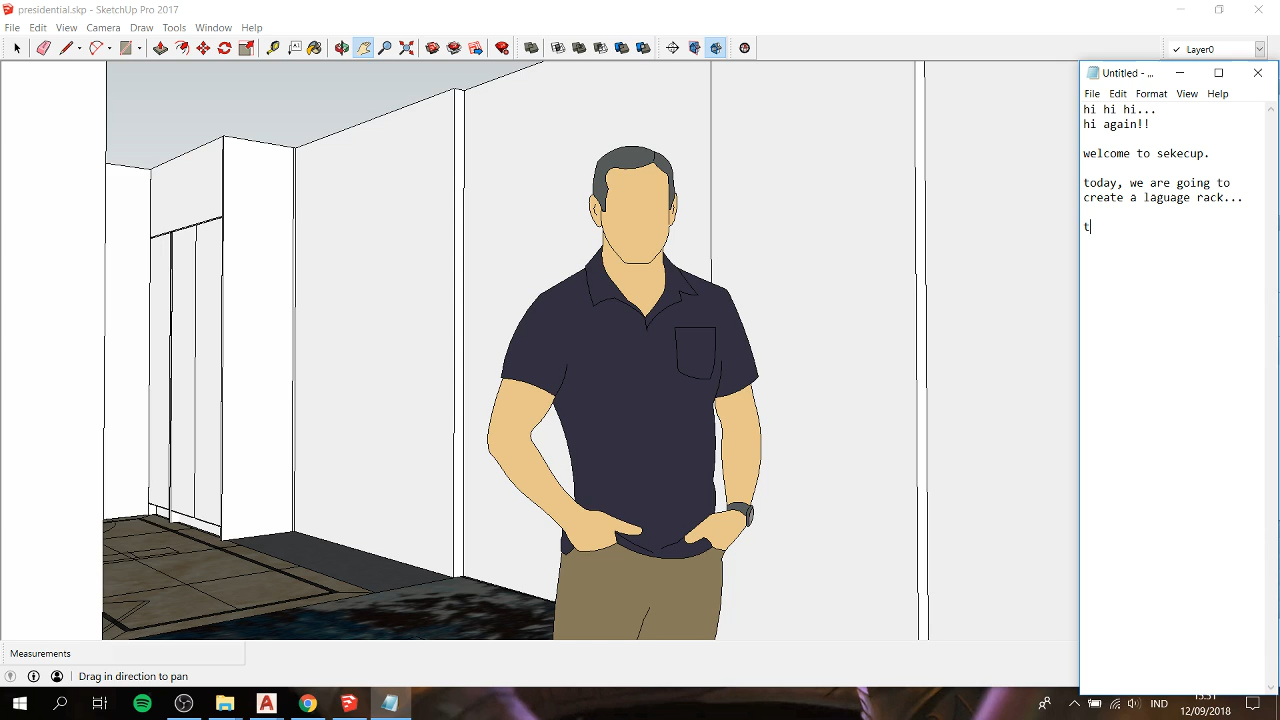 presidential.skp - SketchUp Pro 2017
File Edit View Camera Draw Tools Window Help
Layer0
Untitled - ...
File Edit Format View Help
hi hi hi...
hi again!!
welcome to sekecup.
today, we are going to
create a laguage rack...
t
Measurements
Drag in direction to pan
IND
12/09/2018